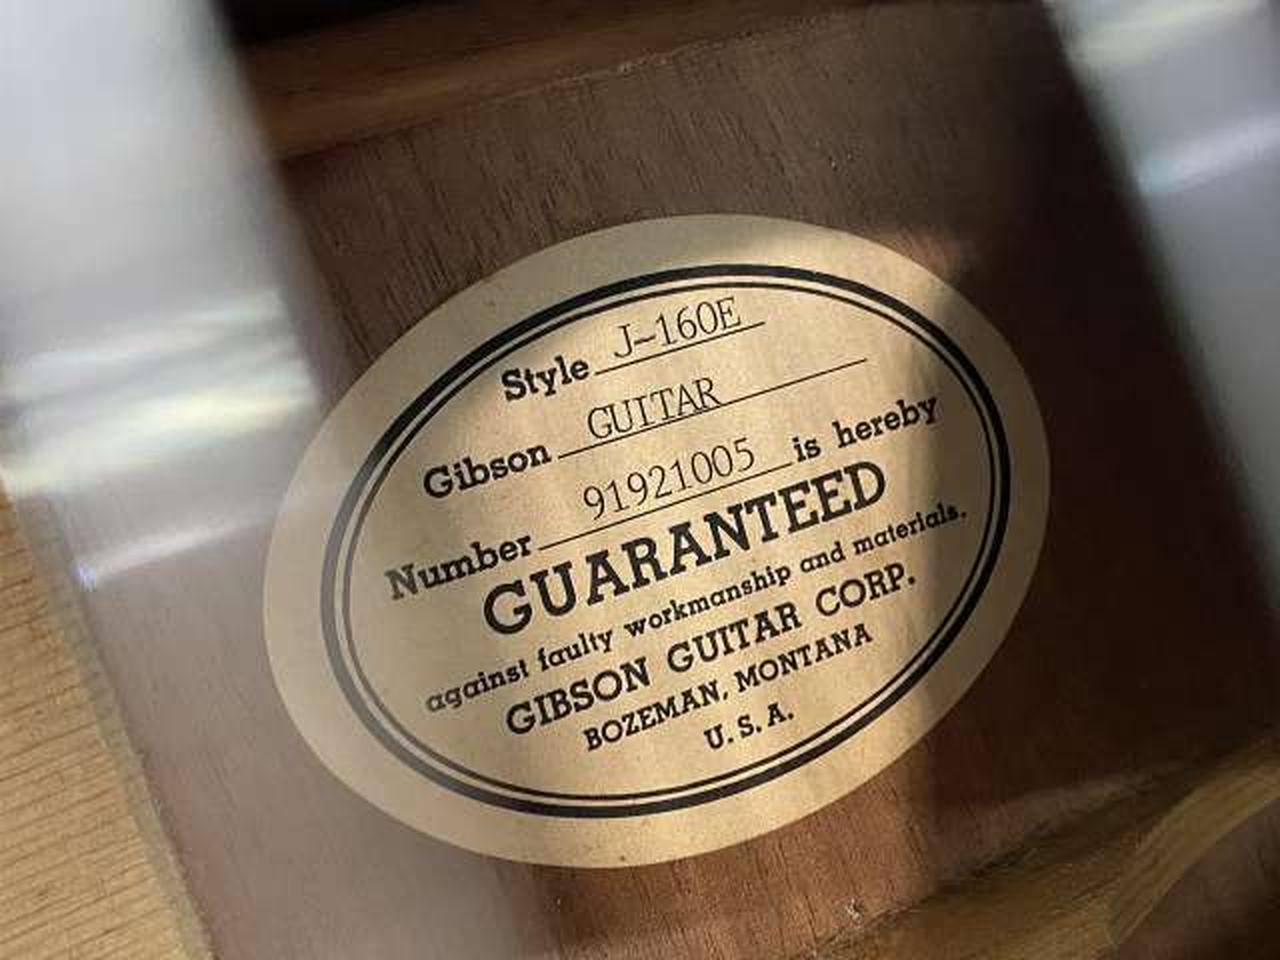 Style J-160E
Gibson GUITAR
Number 91921005 is hereby
GUARANTEED
against faulty workmanship and materials.
GIBSON GUITAR CORP.
BOZEMAN, MONTANA
U. S. A.